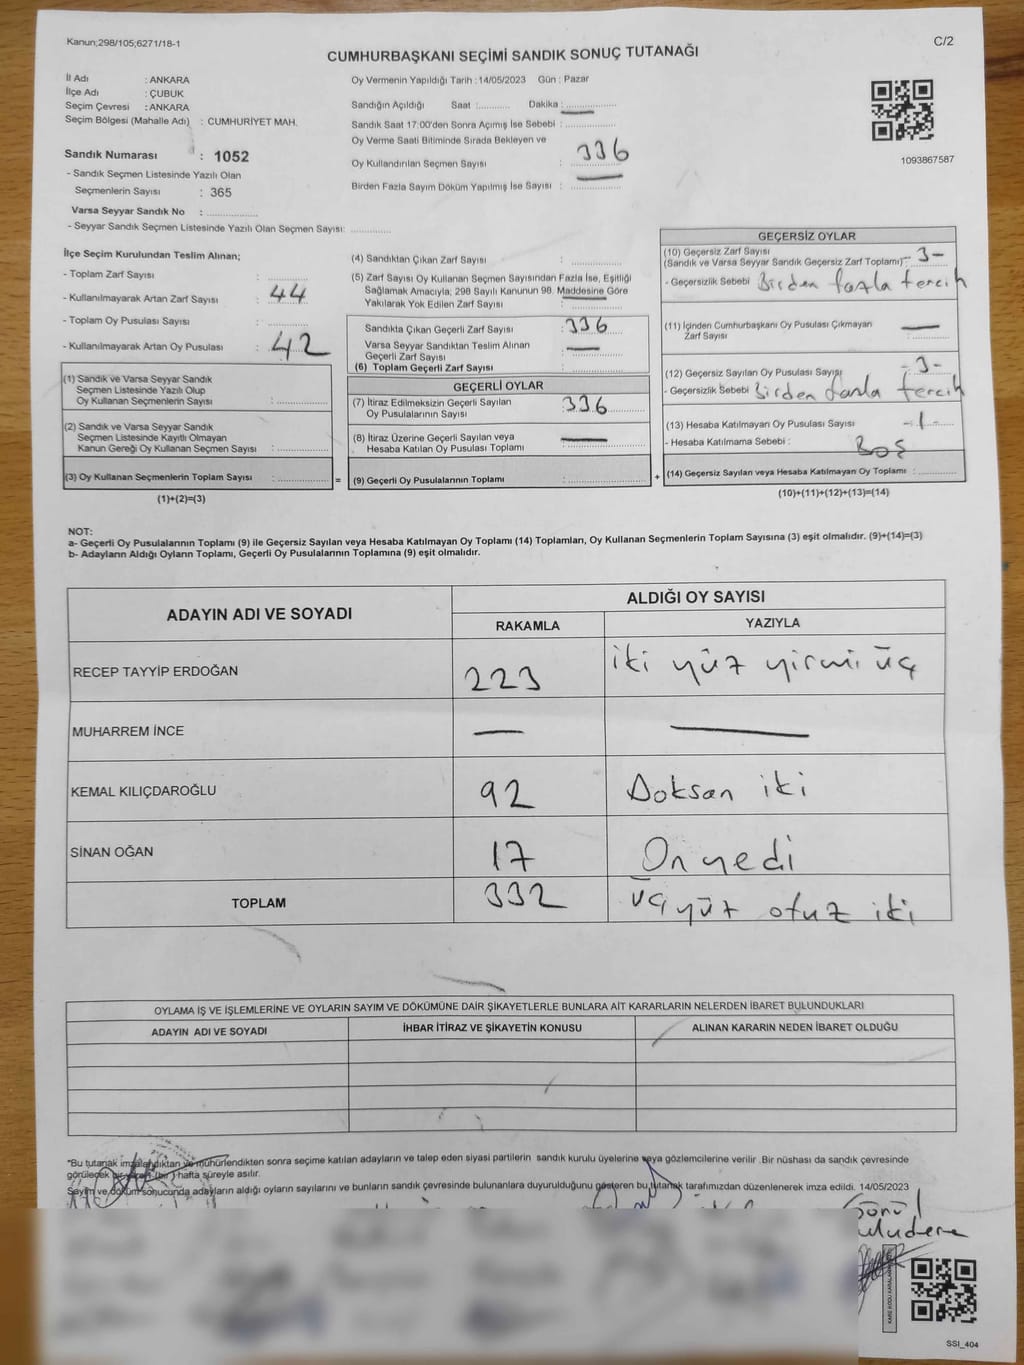 Kanun;298/105;6271/18-1
C/2
CUMHURBAŞKANI SEÇİMİ SANDIK SONUÇ TUTANAĞI
İl Adı : ANKARA
İlçe Adı : ÇUBUK
Seçim Çevresi : ANKARA
Seçim Bölgesi (Mahalle Adı) : CUMHURİYET MAH.
Sandık Numarası : 1052
- Sandık Seçmen Listesinde Yazılı Olan
Seçmenlerin Sayısı : 365
Varsa Seyyar Sandık No :
- Seyyar Sandık Seçmen Listesinde Yazılı Olan Seçmen Sayısı:
Oy Vermenin Yapıldığı Tarih : 14/05/2023 Gün : Pazar
Sandığın Açıldığı Saat : Dakika :
Sandık Saat 17:00'den Sonra Açımış İse Sebebi :
Oy Verme Saati Bitiminde Sırada Bekleyen ve
Oy Kullandırılan Seçmen Sayısı : 336
Birden Fazla Sayım Döküm Yapılmış İse Sayısı :
1093867587
İlçe Seçim Kurulundan Teslim Alınan;
- Toplam Zarf Sayısı :
- Kullanılmayarak Artan Zarf Sayısı : 44
- Toplam Oy Pusulası Sayısı :
- Kullanılmayarak Artan Oy Pusulası : 42
(1) Sandık ve Varsa Seyyar Sandık
Seçmen Listesinde Yazılı Olup
Oy Kullanan Seçmenlerin Sayısı :
(2) Sandık ve Varsa Seyyar Sandık
Seçmen Listesinde Kayıtlı Olmayan
Kanun Gereği Oy Kullanan Seçmen Sayısı :
(3) Oy Kullanan Seçmenlerin Toplam Sayısı :
(1)+(2)=(3)
=
(4) Sandıktan Çıkan Zarf Sayısı :
(5) Zarf Sayısı Oy Kullanan Seçmen Sayısından Fazla İse, Eşitliği
Sağlamak Amacıyla, 298 Sayılı Kanunun 98. Maddesine Göre
Yakılarak Yok Edilen Zarf Sayısı :
Sandıkta Çıkan Geçerli Zarf Sayısı : 336
Varsa Seyyar Sandıktan Teslim Alınan
Geçerli Zarf Sayısı : —
(6) Toplam Geçerli Zarf Sayısı :
GEÇERLİ OYLAR
(7) İtiraz Edilmeksizin Geçerli Sayılan
Oy Pusulalarının Sayısı : 336
(8) İtiraz Üzerine Geçerli Sayılan veya
Hesaba Katılan Oy Pusulası Toplamı : —
(9) Geçerli Oy Pusulalarının Toplamı :
+
GEÇERSİZ OYLAR
(10) Geçersiz Zarf Sayısı
(Sandık ve Varsa Seyyar Sandık Geçersiz Zarf Toplamı) - 3 -
- Geçersizlik Sebebi Birden fazla tercih
(11) İçinden Cumhurbaşkanı Oy Pusulası Çıkmayan
Zarf Sayısı : —
(12) Geçersiz Sayılan Oy Pusulası Sayısı - 3 -
- Geçersizlik Sebebi Birden fazla tercih
(13) Hesaba Katılmayan Oy Pusulası Sayısı - 1 -
- Hesaba Katılmama Sebebi : Boş
(14) Geçersiz Sayılan veya Hesaba Katılmayan Oy Toplamı :
(10)+(11)+(12)+(13)=(14)
NOT:
a- Geçerli Oy Pusulalarının Toplamı (9) ile Geçersiz Sayılan veya Hesaba Katılmayan Oy Toplamı (14) Toplamları, Oy Kullanan Seçmenlerin Toplam Sayısına (3) eşit olmalıdır. (9)+(14)=(3)
b- Adayların Aldığı Oyların Toplamı, Geçerli Oy Pusulalarının Toplamına (9) eşit olmalıdır.
ADAYIN ADI VE SOYADI
ALDIĞI OY SAYISI
RAKAMLA YAZIYLA
RECEP TAYYİP ERDOĞAN 223 iki yüz yirmi üç
MUHARREM İNCE — —
KEMAL KILIÇDAROĞLU 92 Doksan iki
SİNAN OĞAN 17 On yedi
TOPLAM 332 üçyüz otuz iki
OYLAMA İŞ VE İŞLEMLERİNE VE OYLARIN SAYIM VE DÖKÜMÜNE DAİR ŞİKAYETLERLE BUNLARA AİT KARARLARIN NELERDEN İBARET BULUNDUKLARI
ADAYIN ADI VE SOYADI İHBAR İTİRAZ VE ŞİKAYETİN KONUSU ALINAN KARARIN NEDEN İBARET OLDUĞU
*Bu tutanak imzalandıktan ve mühürlendikten sonra seçime katılan adayların ve talep eden siyasi partilerin sandık kurulu üyelerine veya gözlemcilerine verilir. Bir nüshası da sandık çevresinde
görülecek bir yere 1 (bir) hafta süreyle asılır.
Sayım ve döküm sonucunda adayların aldığı oyların sayılarını ve bunların sandık çevresinde bulunanlara duyurulduğunu gösteren bu tutanak tarafımızdan düzenlenerek imza edildi. 14/05/2023
Gönül
uludere
SSI_404